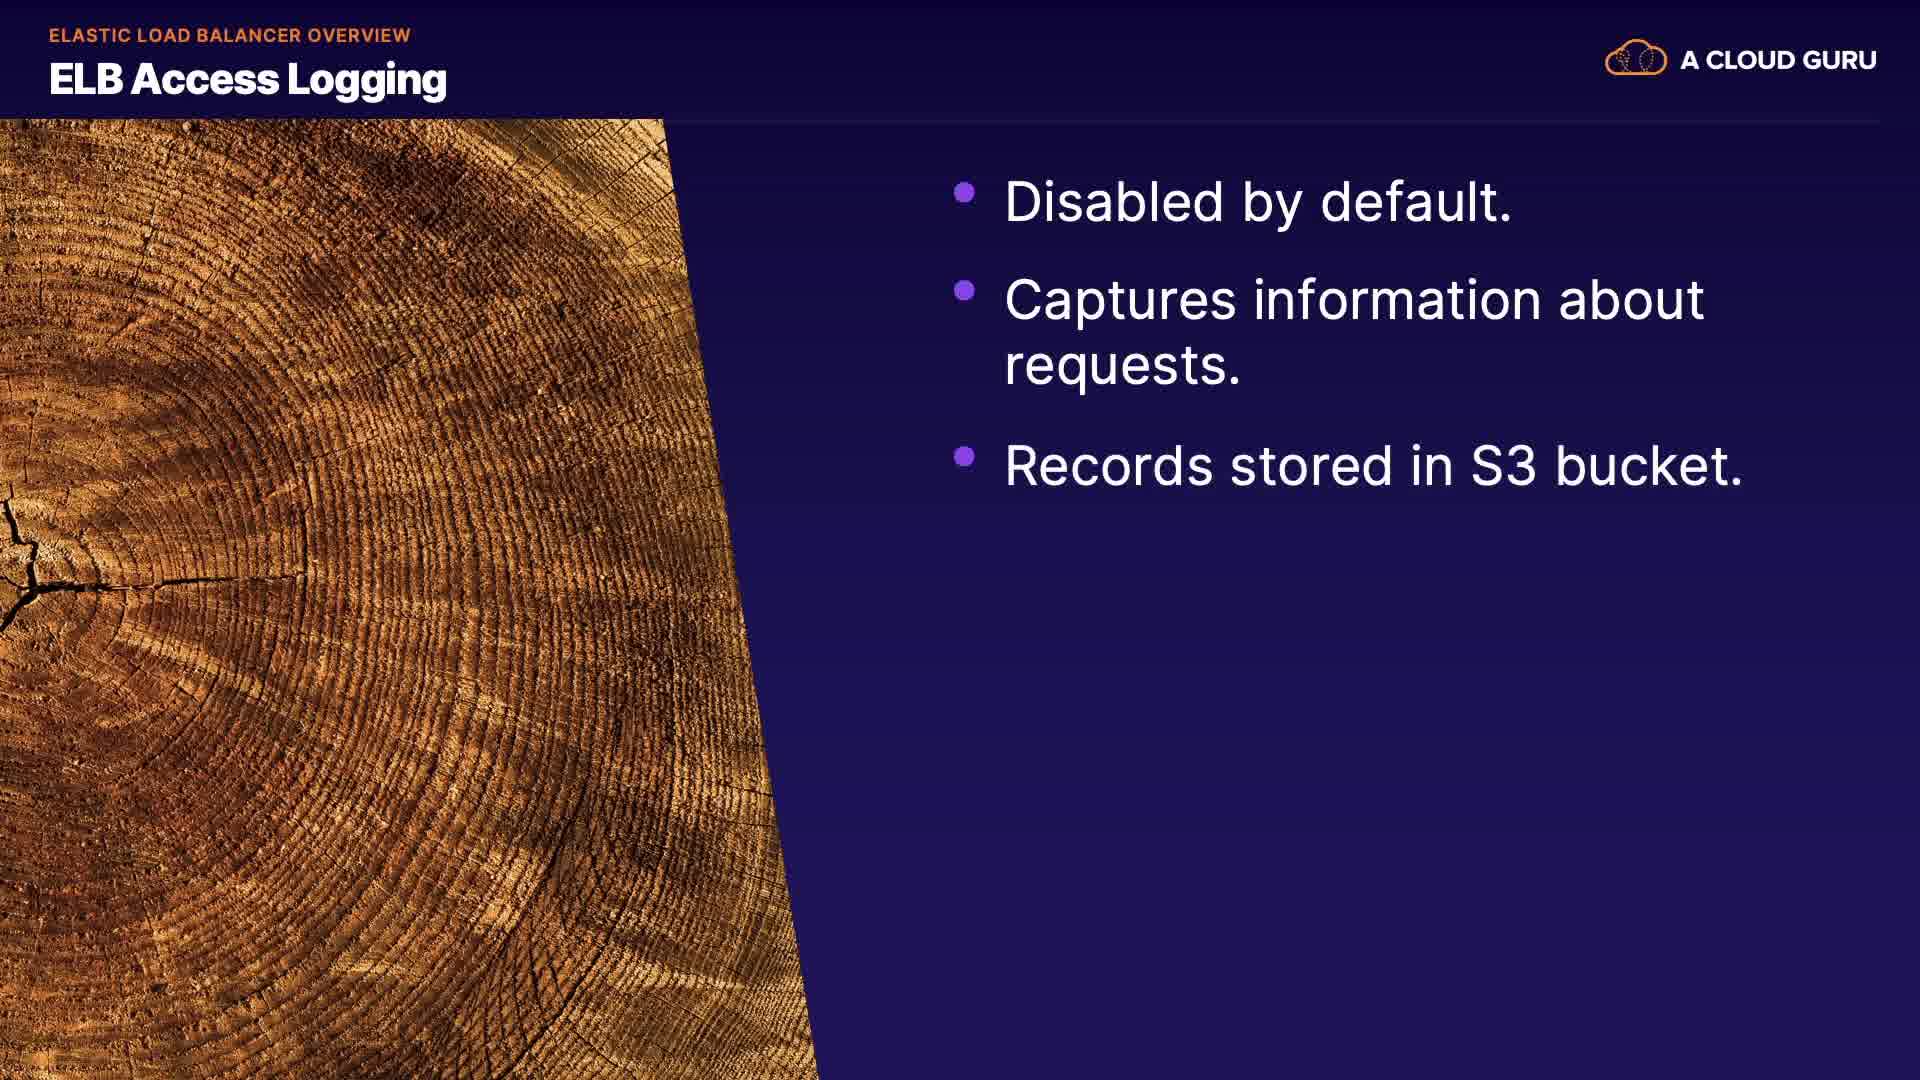 ELASTIC LOAD BALANCER OVERVIEW
ELB Access Logging
A CLOUD GURU
Disabled by default.
Captures information about
requests.
Records stored in S3 bucket.